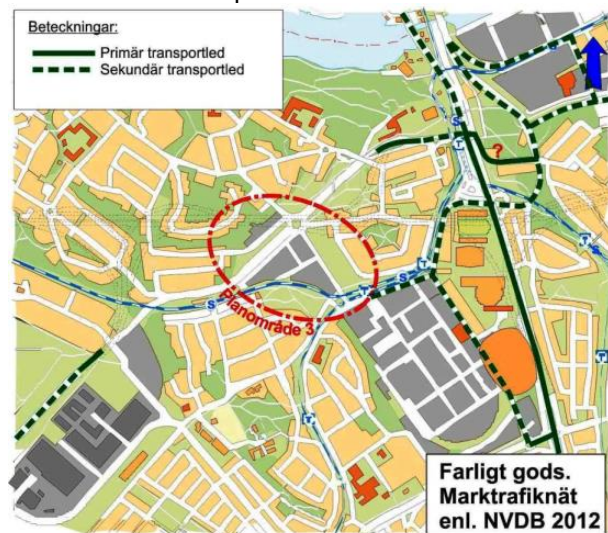 Beteckningar:
Primär transportled
Sekundär transportled
?
S
T
T
S
T
T
S
Planområde 3
T
Farligt gods.
Marktrafiknät
enl. NVDB 2012